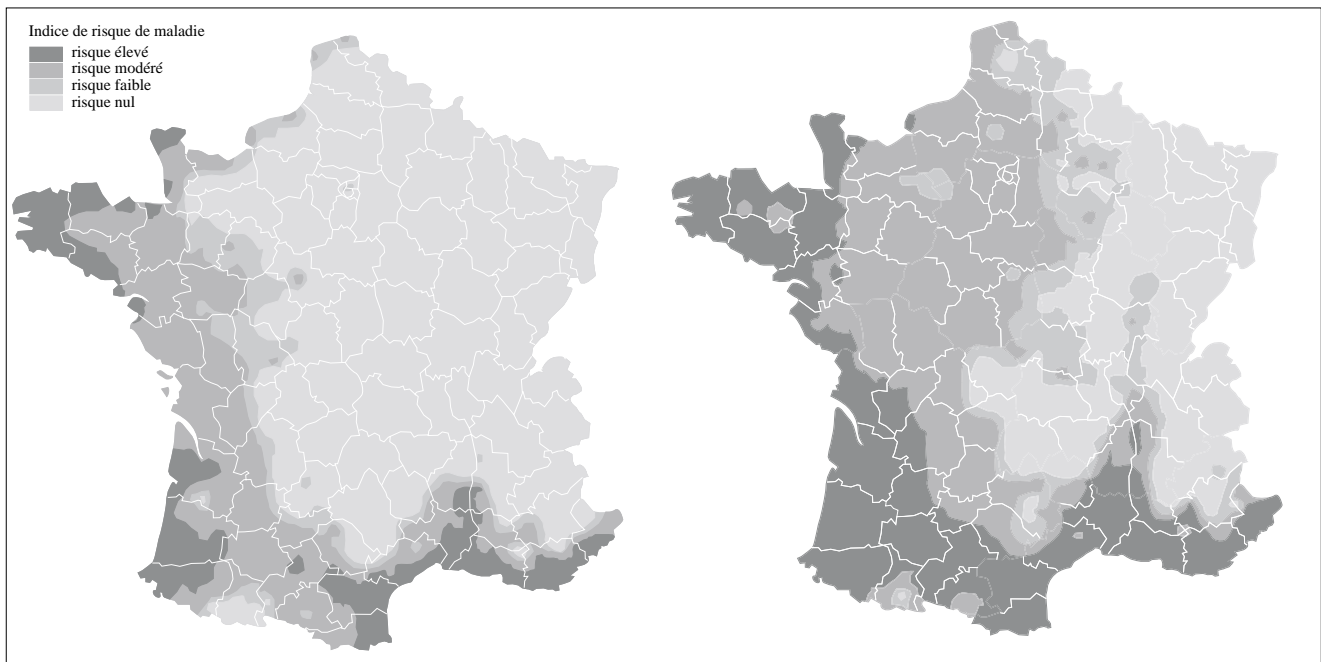 Indice de risque de maladie
risque élevé
risque modéré
risque faible
risque nul